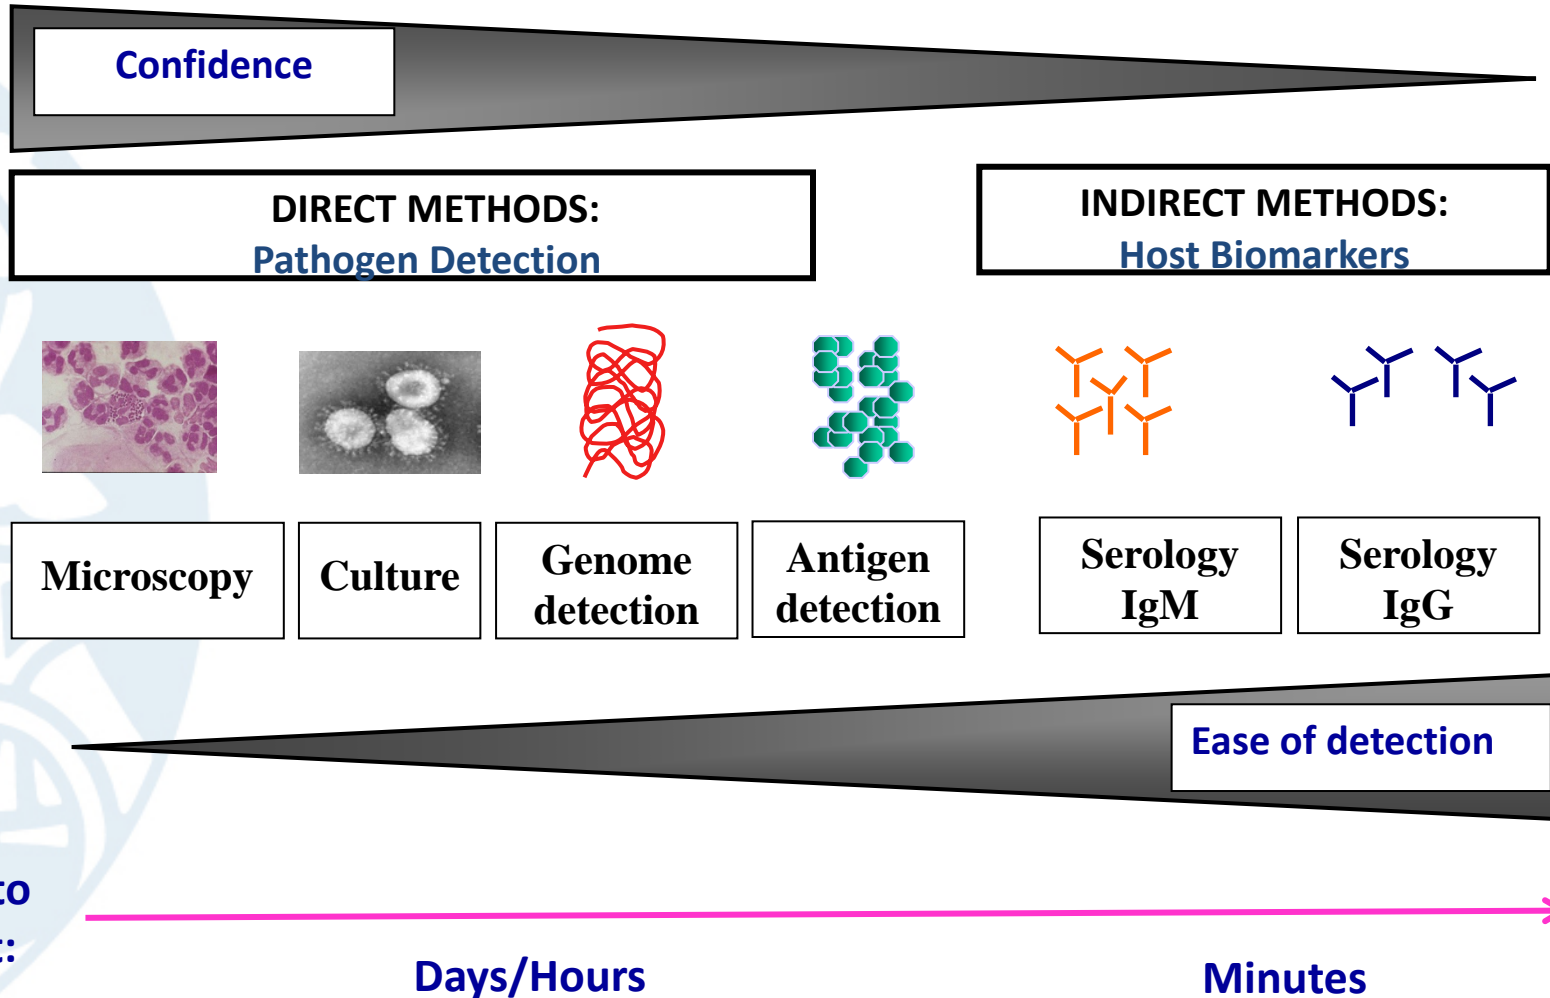 Confidence
DIRECT METHODS:
Pathogen Detection
INDIRECT METHODS:
Host Biomarkers
Microscopy
Culture
Genome
detection
Antigen
detection
Serology
IgM
Serology
IgG
Ease of detection
to
Days/Hours
Minutes